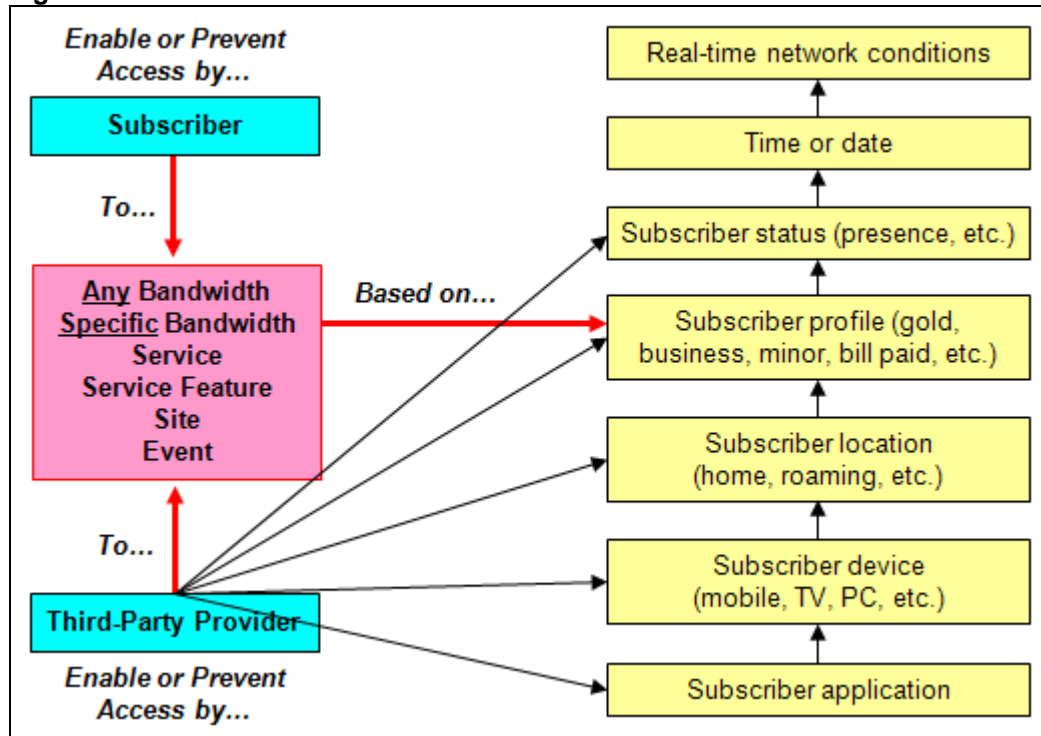 Enable or Prevent
Access by...
Subscriber
To...
Any Bandwidth
Specific Bandwidth
Service
Service Feature
Site
Event
To...
Third-Party Provider
Enable or Prevent
Access by...
Based on...
Real-time network conditions
Time or date
Subscriber status (presence, etc.)
Subscriber profile (gold,
business, minor, bill paid, etc.)
Subscriber location
(home, roaming, etc.)
Subscriber device
(mobile, TV, PC, etc.)
Subscriber application